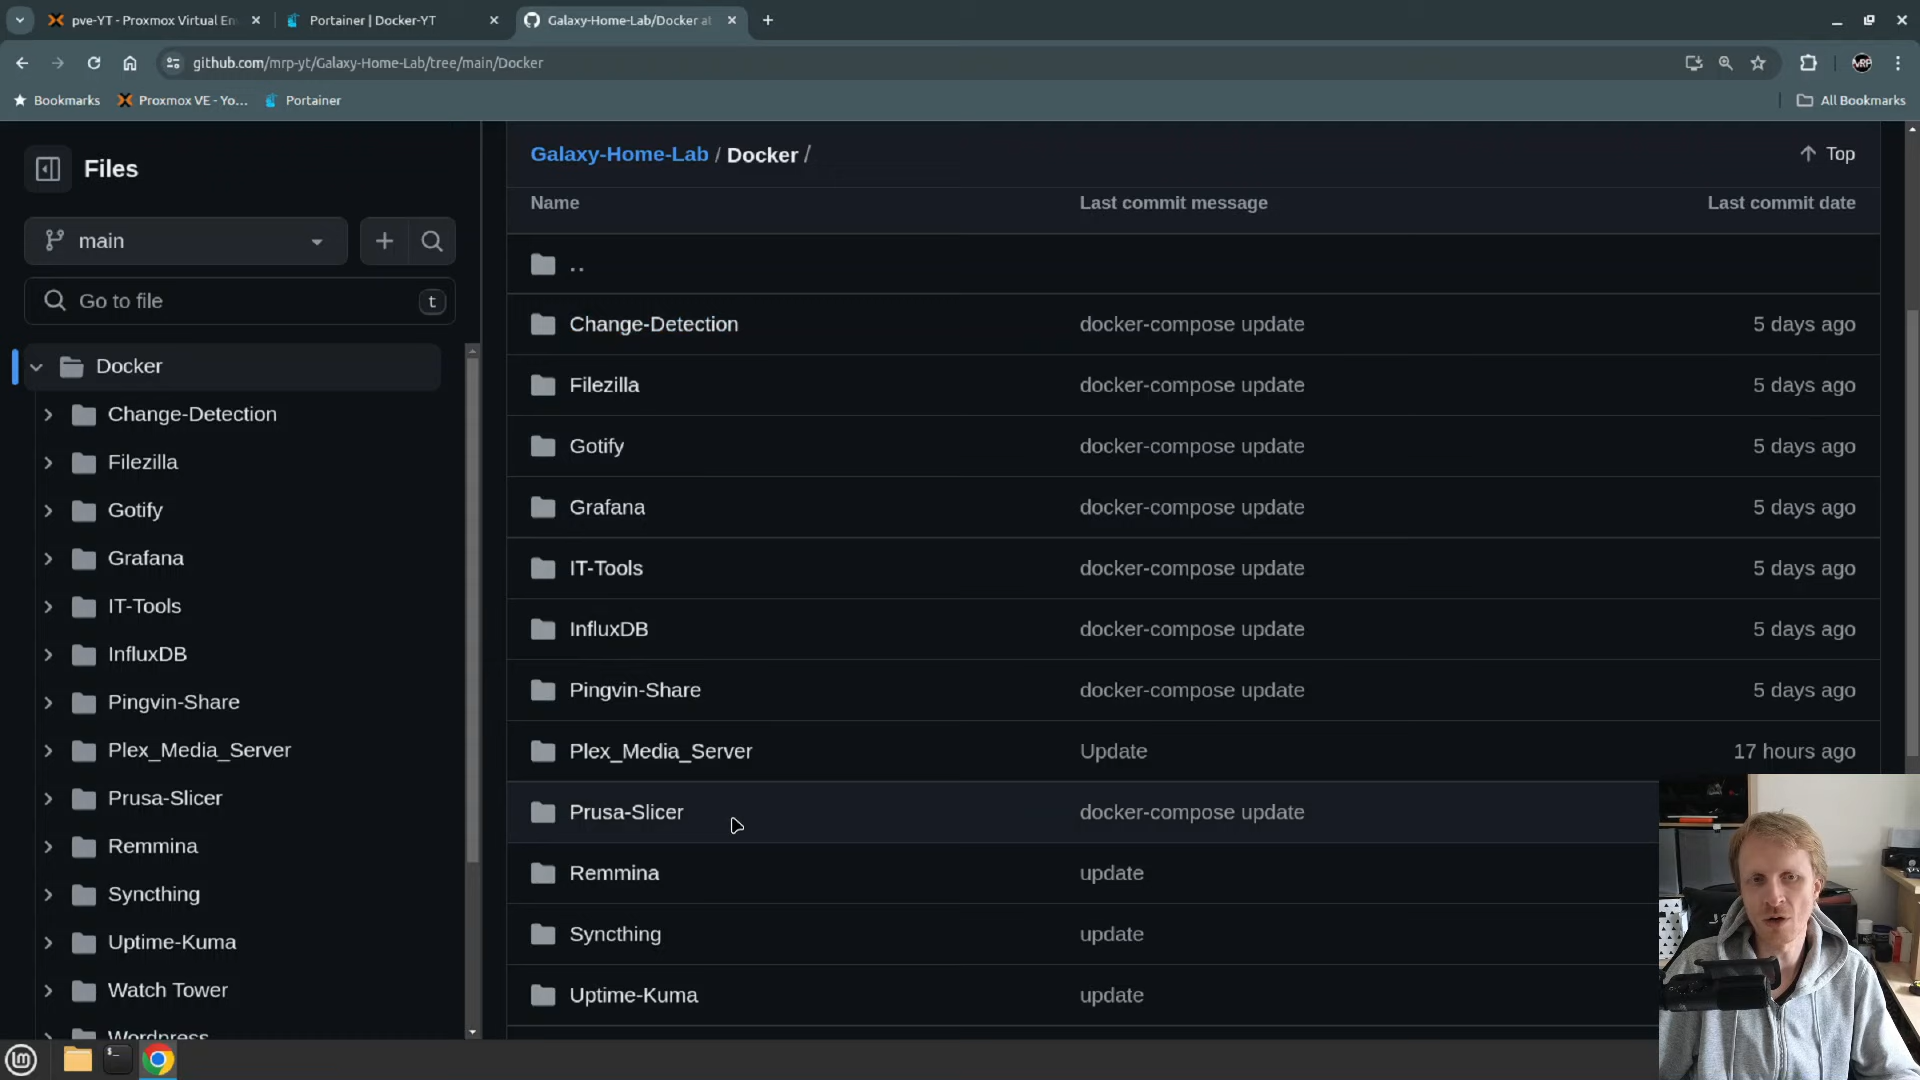 pve-YT - Proxmox Virtual En
Portainer | Docker-YT
Galaxy-Home-Lab/Docker at
github.com/mrp-yt/Galaxy-Home-Lab/tree/main/Docker
Bookmarks
Proxmox VE - Yo...
Portainer
All Bookmarks
Files
main
Go to file
t
Docker
Change-Detection
Filezilla
Gotify
Grafana
IT-Tools
InfluxDB
Pingvin-Share
Plex_Media_Server
Prusa-Slicer
Remmina
Syncthing
Uptime-Kuma
Watch Tower
Wordpress
Galaxy-Home-Lab / Docker /
Top
Name Last commit message Last commit date
..
Change-Detection docker-compose update 5 days ago
Filezilla docker-compose update 5 days ago
Gotify docker-compose update 5 days ago
Grafana docker-compose update 5 days ago
IT-Tools docker-compose update 5 days ago
InfluxDB docker-compose update 5 days ago
Pingvin-Share docker-compose update 5 days ago
Plex_Media_Server Update 17 hours ago
Prusa-Slicer docker-compose update
Remmina update
Syncthing update
Uptime-Kuma update